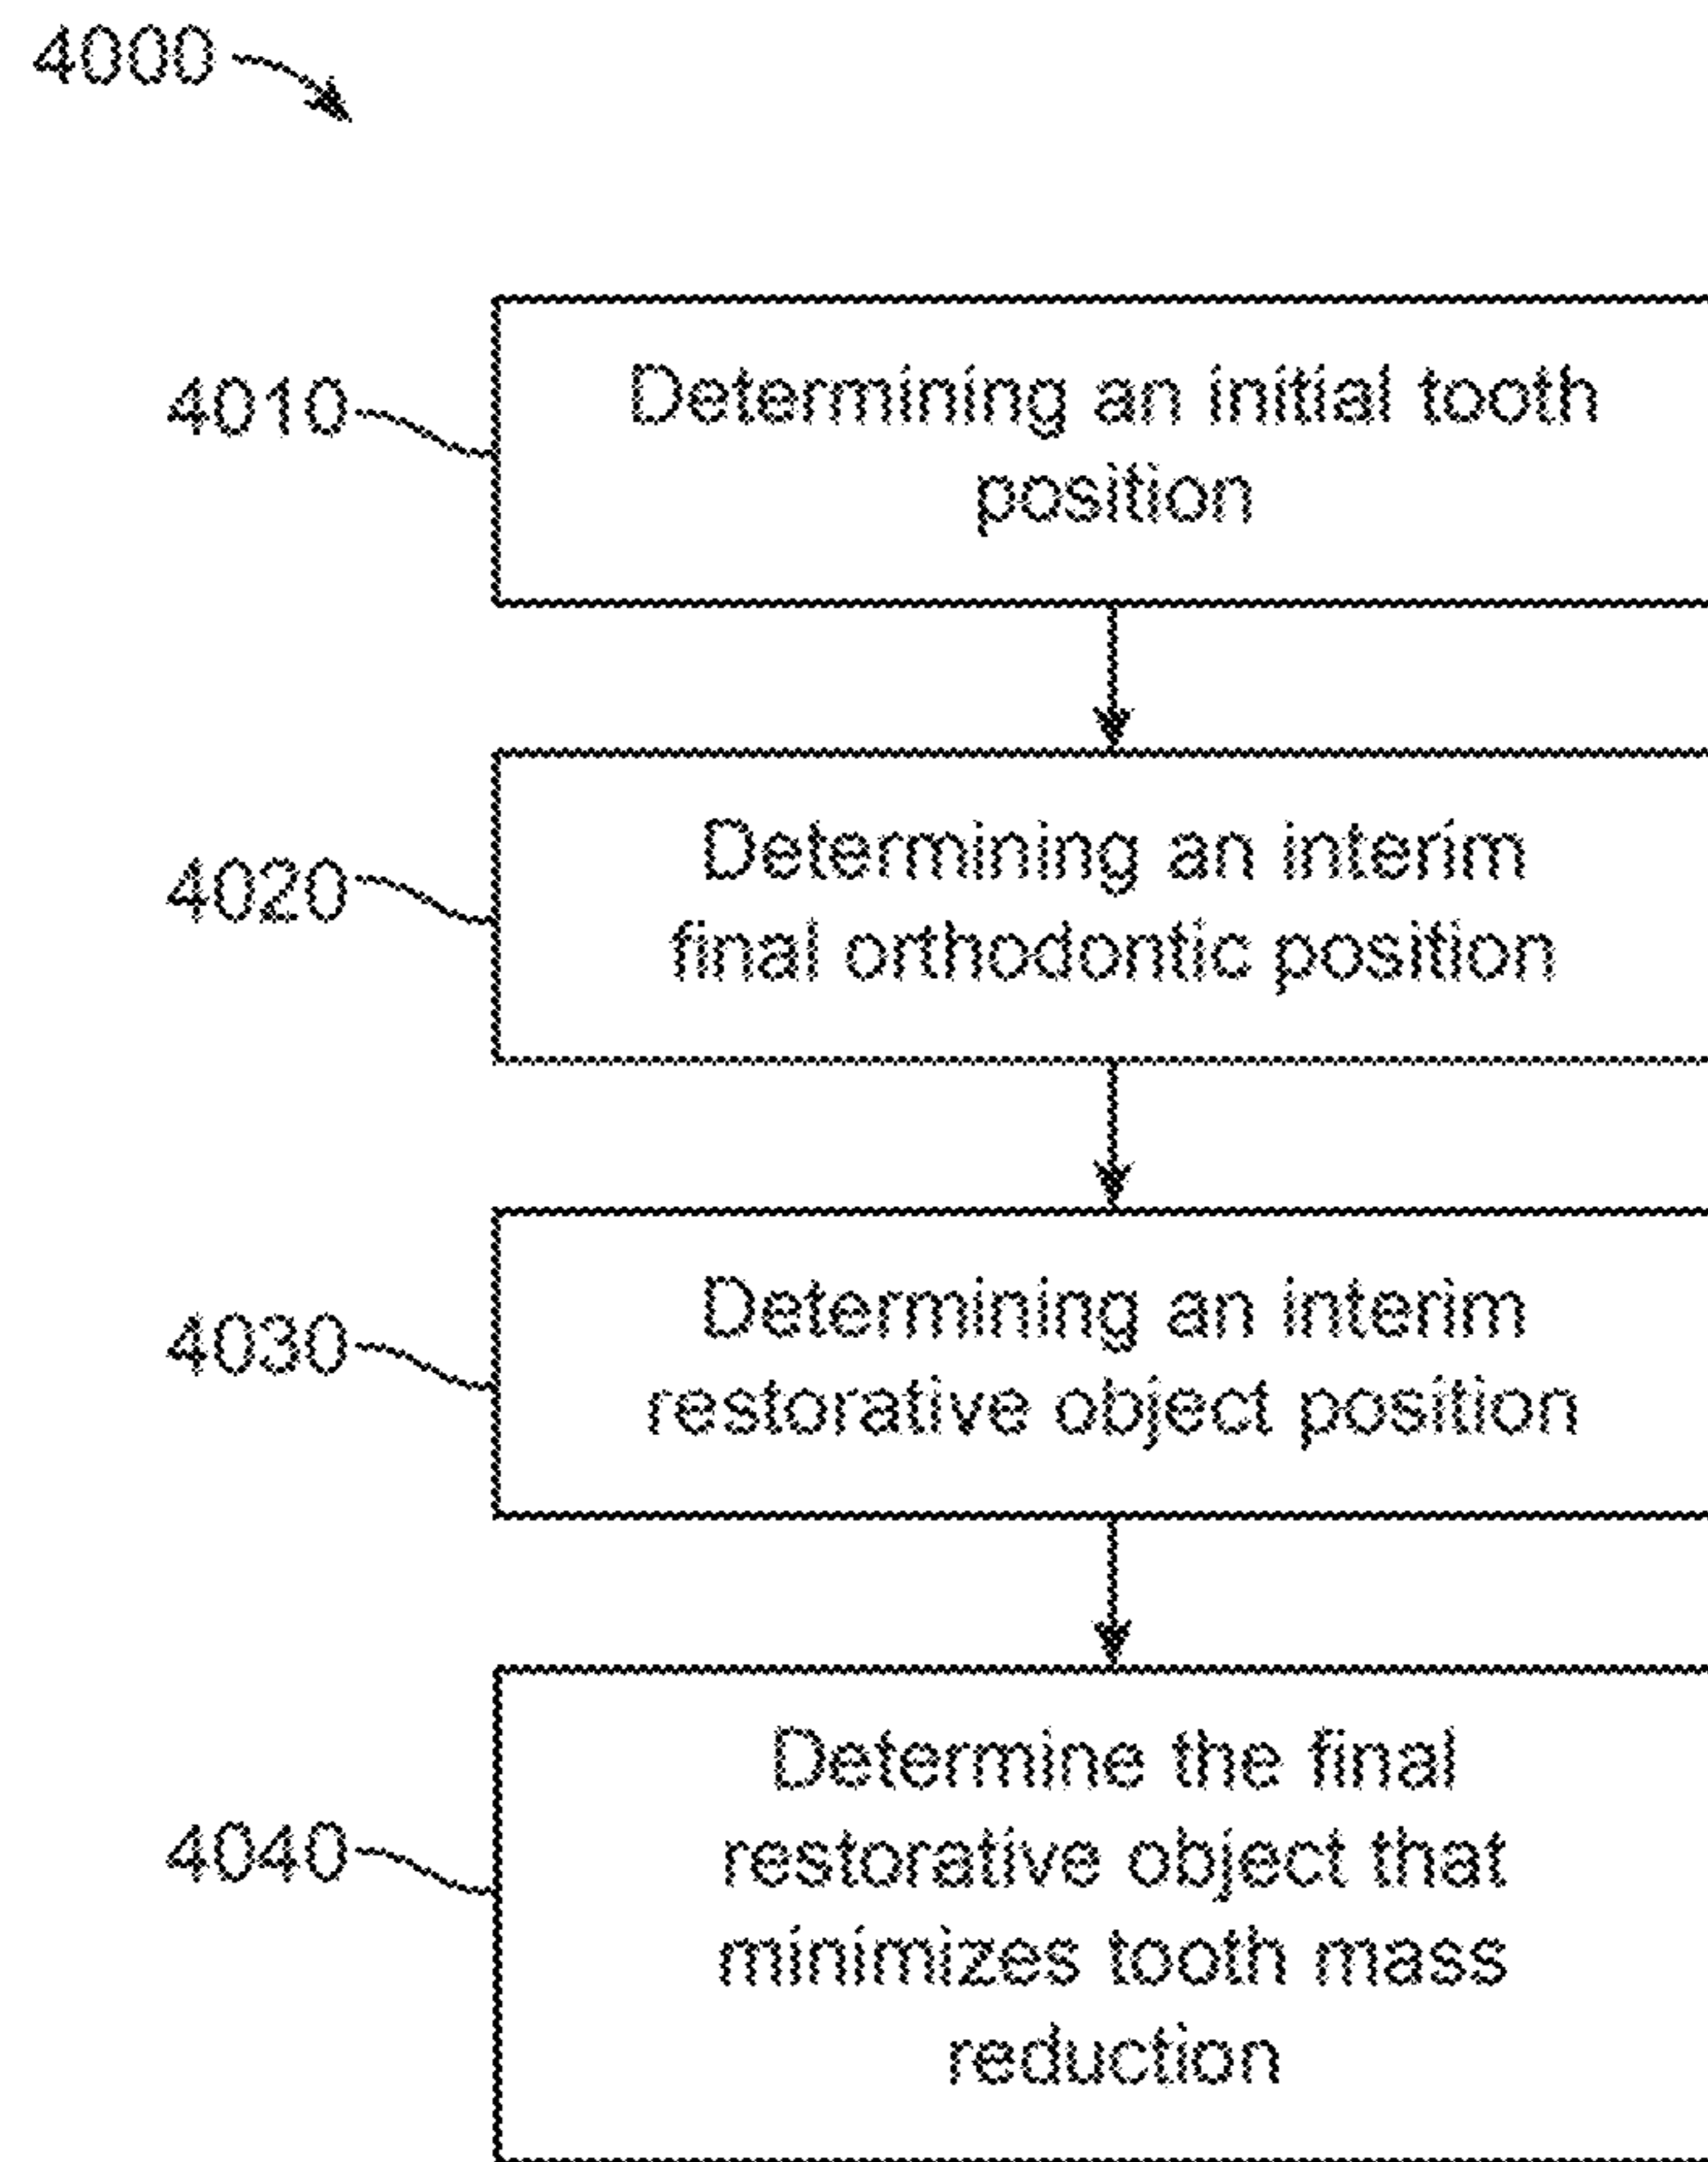 4000
4010
Determining an initial tooth
position
4020
Determining an interim
final orthodontic position
4030
Determining an interim
restorative object position
4040
Determine the final
restorative object that
minimizes tooth mass
reduction